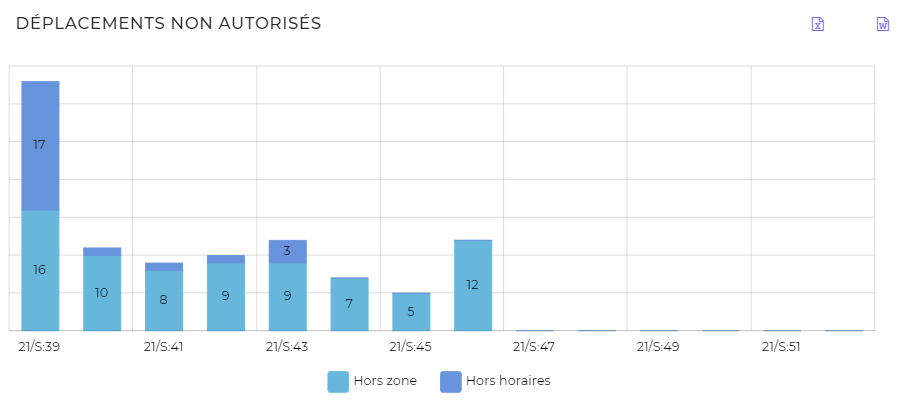 DÉPLACEMENTS NON AUTORISÉS
X
W
17
16
10
8
9
3
9
7
5
12
21/S:39 21/S:41 21/S:43 21/S:45 21/S:47 21/S:49 21/S:51
Hors zone Hors horaires